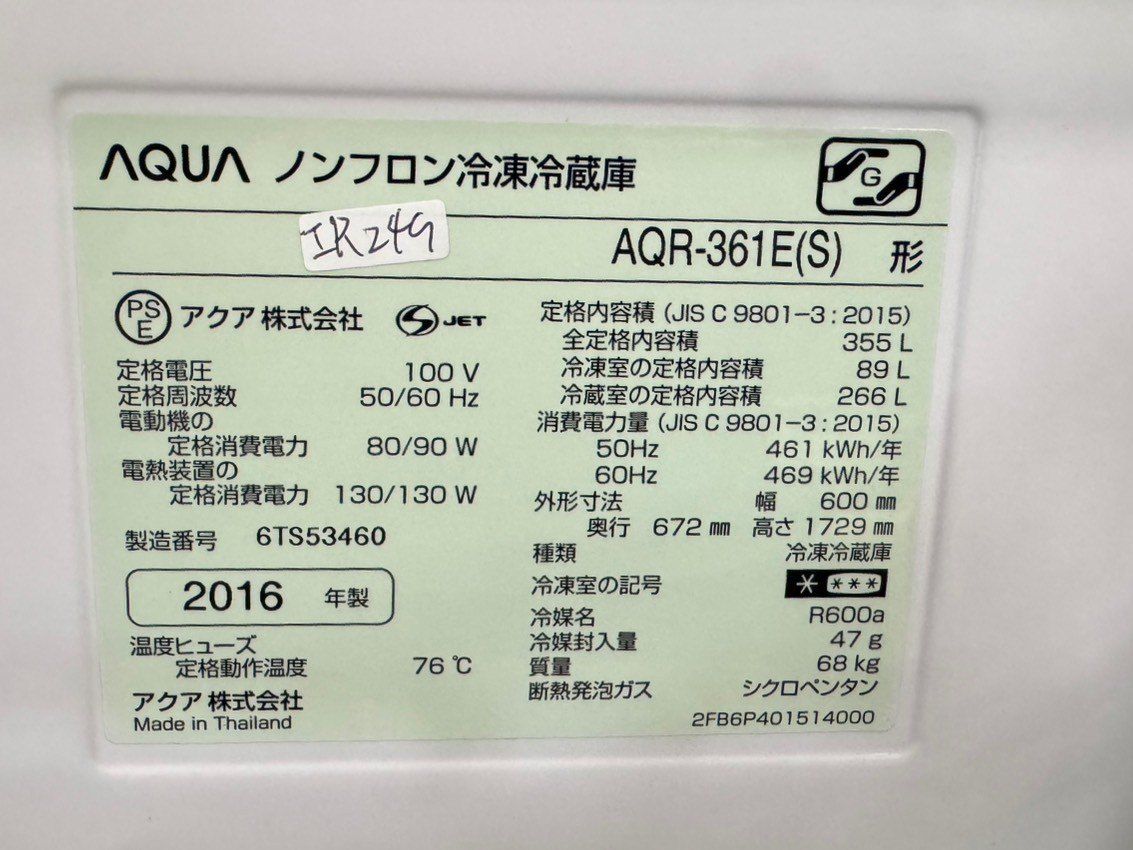 AQUA ノンフロン冷凍冷蔵庫
G
IR249
AQR-361E(S) 形
PS E アクア 株式会社 JET
定格電圧 100 V
定格周波数 50/60 Hz
電動機の
定格消費電力 80/90 W
電熱装置の
定格消費電力 130/130 W
製造番号 6TS53460
2016 年製
温度ヒューズ
定格動作温度 76 ℃
アクア 株式会社
Made in Thailand
定格内容積 (JIS C 9801-3 : 2015)
全定格内容積 355 L
冷凍室の定格内容積 89 L
冷蔵室の定格内容積 266 L
消費電力量 (JIS C 9801-3 : 2015)
50Hz 461 kWh/年
60Hz 469 kWh/年
外形寸法 幅 600 ㎜
奥行 672 ㎜ 高さ 1729 ㎜
種類 冷凍冷蔵庫
冷凍室の記号 * ***
冷媒名 R600a
冷媒封入量 47 g
質量 68 kg
断熱発泡ガス シクロペンタン
2FB6P401514000